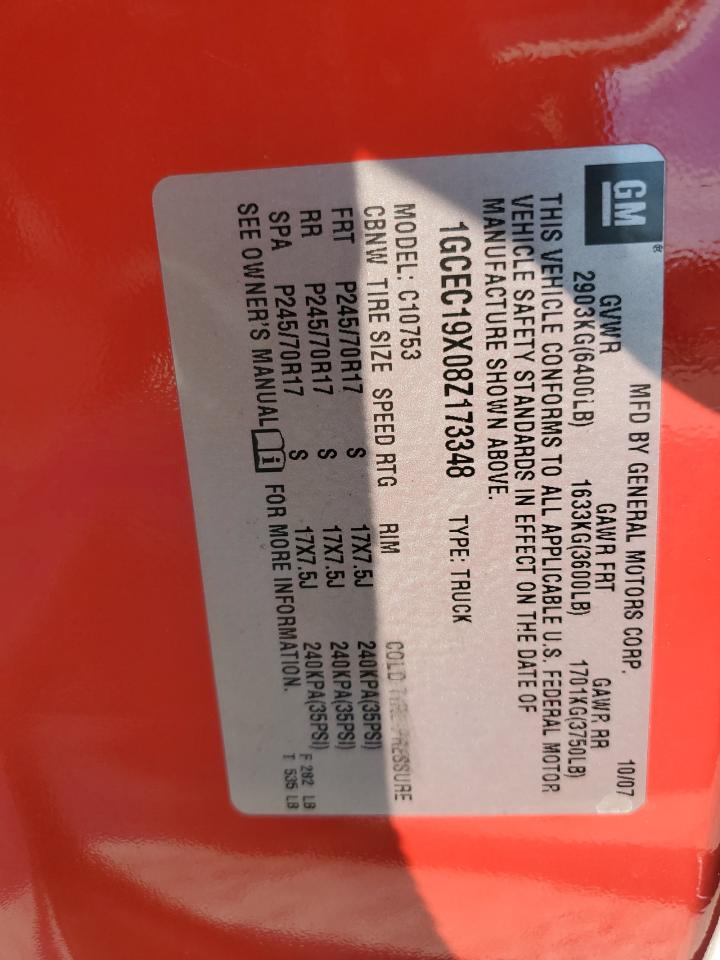 GM®
MFD BY GENERAL MOTORS CORP. 10/07
GVWR GAWR FRT GAWR RR
2903KG(6400LB) 1633KG(3600LB) 1701KG(3750LB)
THIS VEHICLE CONFORMS TO ALL APPLICABLE U.S. FEDERAL MOTOR
VEHICLE SAFETY STANDARDS IN EFFECT ON THE DATE OF
MANUFACTURE SHOWN ABOVE.
1GCEC19X08Z173348 TYPE: TRUCK
MODEL: C10753
CBNW TIRE SIZE SPEED RTG RIM COLD TIRE PRESSURE
FRT P245/70R17 S 17X7.5J 240KPA(35PSI)
RR P245/70R17 S 17X7.5J 240KPA(35PSI)
SPA P245/70R17 S 17X7.5J 240KPA(35PSI)
SEE OWNER'S MANUAL i FOR MORE INFORMATION.
F 282 LB
T 535 LB